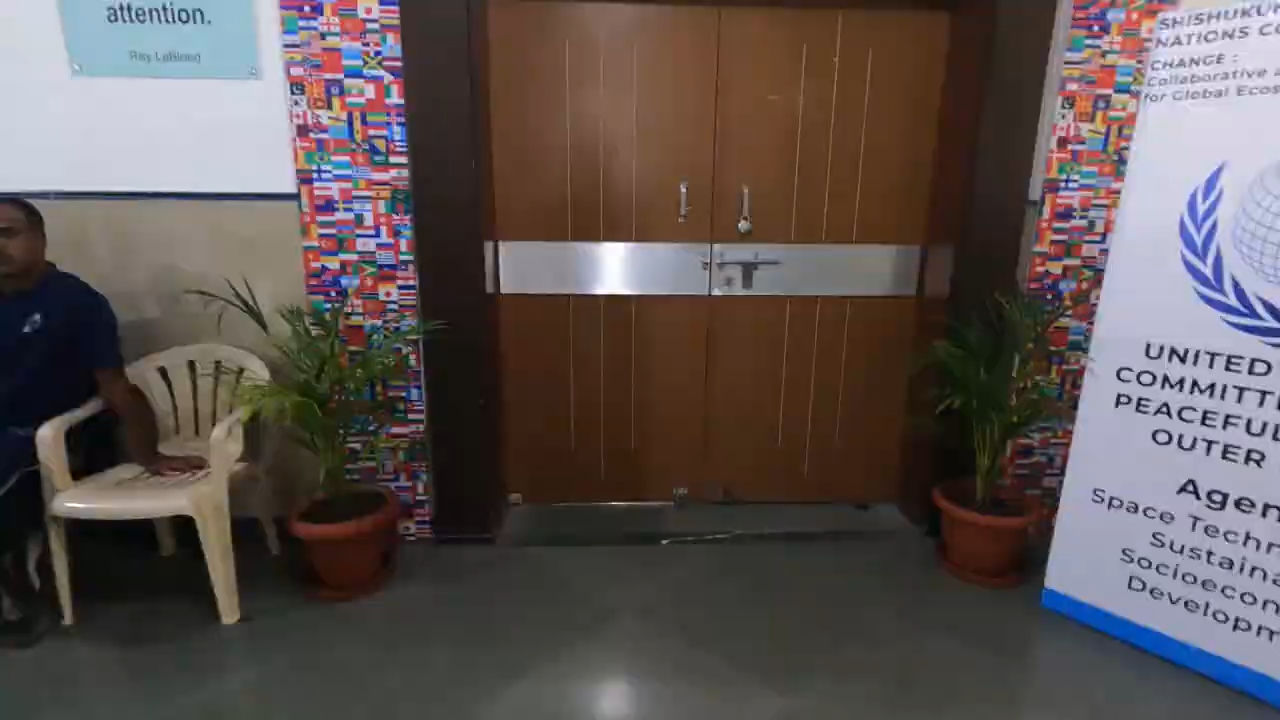 attention.
Ray LeBlond
SHISHUKU
NATIONS CO
CHANGE :
Collaborative a
for Global Ecos
UNITED
COMMITT
PEACEFUL
OUTER
Agen
Space Techn
Sustaina
Socioecon
Developm